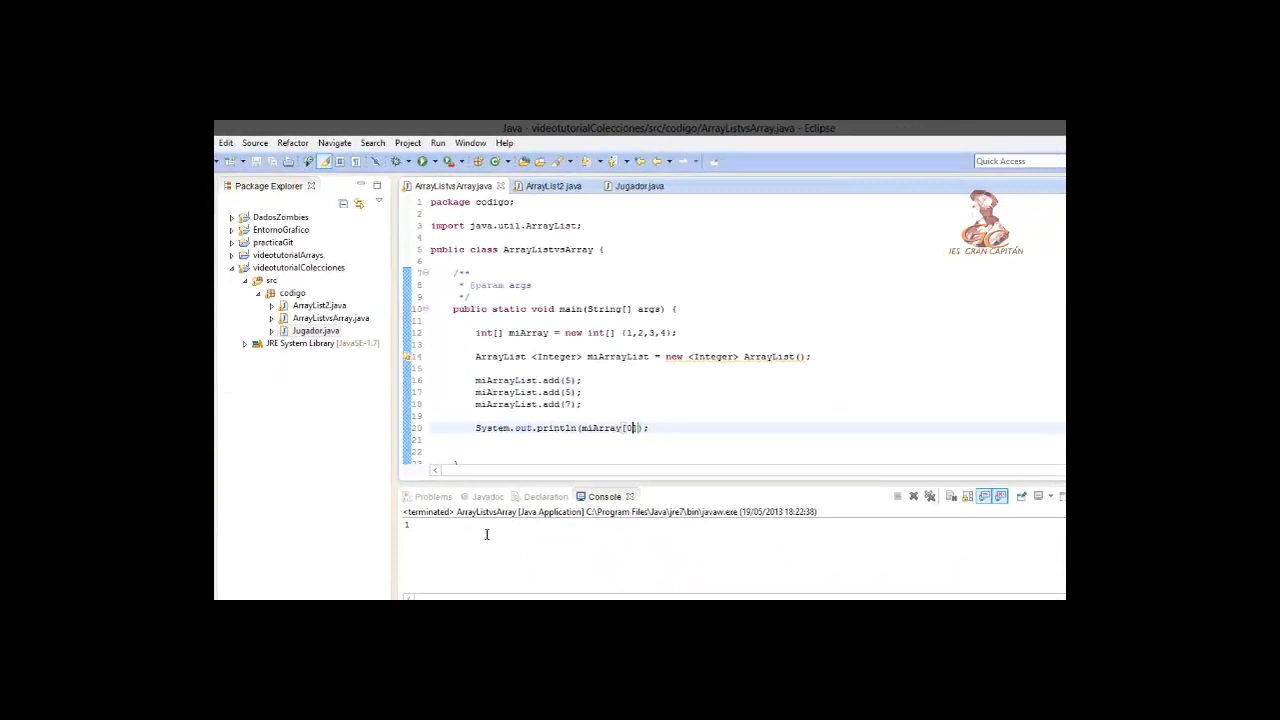 Java - videotutorialColecciones/src/codigo/ArrayListvsArray.java - Eclipse
Edit Source Refactor Navigate Search Project Run Window Help
Quick Access
Package Explorer
DadosZombies
EntornoGrafico
practicaGit
videotutorialArrays
videotutorialColecciones
src
codigo
ArrayList2.java
ArrayListvsArray.java
Jugador.java
JRE System Library [JavaSE-1.7]
ArrayListvsArray.java ArrayList2.java Jugador.java
1 package codigo;
2
3 import java.util.ArrayList;
4
5 public class ArrayListvsArray {
6
7 /**
8 * @param args
9 */
10 public static void main(String[] args) {
11
12 int[] miArray = new int[] {1,2,3,4};
14 ArrayList <Integer> miArrayList = new <Integer> ArrayList();
15
16 miArrayList.add(5);
17 miArrayList.add(5);
18 miArrayList.add(7);
19
20 System.out.println(miArray[0]);
21
22
23 }
IES GRAN CAPITÁN
Problems Javadoc Declaration Console
<terminated> ArrayListvsArray [Java Application] C:\Program Files\Java\jre7\bin\javaw.exe (19/05/2013 18:22:38)
1